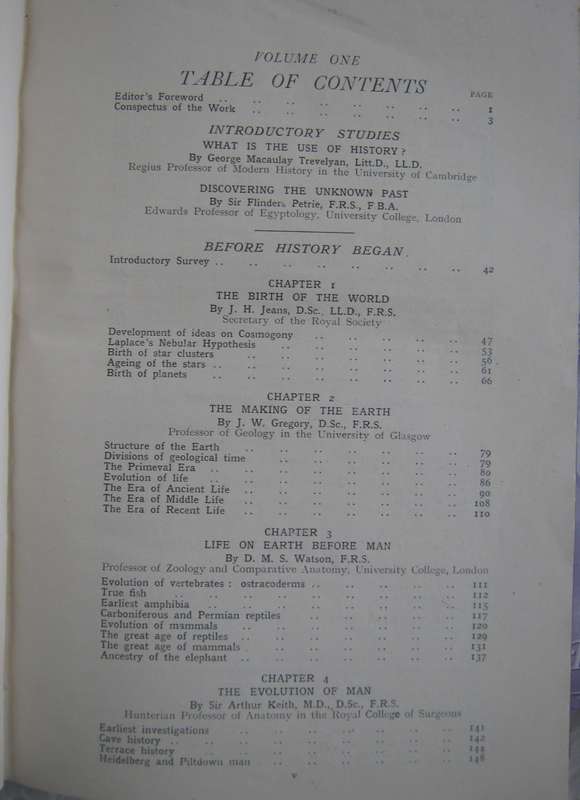 VOLUME ONE
TABLE OF CONTENTS
PAGE
Editor's Foreword .. .. .. .. .. .. .. .. 1
Conspectus of the Work .. .. .. .. .. .. .. 3
INTRODUCTORY STUDIES
WHAT IS THE USE OF HISTORY?
By George Macaulay Trevelyan, Litt.D., LL.D.
Regius Professor of Modern History in the University of Cambridge
DISCOVERING THE UNKNOWN PAST
By Sir Flinders Petrie, F.R.S., F.B.A.
Edwards Professor of Egyptology, University College, London
BEFORE HISTORY BEGAN
Introductory Survey .. .. .. .. .. .. .. .. 42
CHAPTER 1
THE BIRTH OF THE WORLD
By J. H. Jeans, D.Sc., LL.D., F.R.S.
Secretary of the Royal Society
Development of ideas on Cosmogony .. .. .. .. .. 47
Laplace's Nebular Hypothesis .. .. .. .. .. .. 53
Birth of star clusters .. .. .. .. .. .. .. 56
Ageing of the stars .. .. .. .. .. .. .. .. 61
Birth of planets .. .. .. .. .. .. .. 66
CHAPTER 2
THE MAKING OF THE EARTH
By J. W. Gregory, D.Sc., F.R.S.
Professor of Geology in the University of Glasgow
Structure of the Earth .. .. .. .. .. .. .. 79
Divisions of geological time .. .. .. .. .. .. 79
The Primeval Era .. .. .. .. .. .. .. .. 80
Evolution of life .. .. .. .. .. .. .. .. 86
The Era of Ancient Life .. .. .. .. .. .. .. 90
The Era of Middle Life .. .. .. .. .. .. .. 108
The Era of Recent Life .. .. .. .. .. .. .. 110
CHAPTER 3
LIFE ON EARTH BEFORE MAN
By D. M. S. Watson, F.R.S.
Professor of Zoology and Comparative Anatomy, University College, London
Evolution of vertebrates : ostracoderms .. .. .. .. .. 111
True fish .. .. .. .. .. .. .. .. .. 112
Earliest amphibia .. .. .. .. .. .. .. .. 115
Carboniferous and Permian reptiles .. .. .. .. .. 117
Evolution of mammals .. .. .. .. .. .. .. 120
The great age of reptiles .. .. .. .. .. .. .. 129
The great age of mammals .. .. .. .. .. .. 131
Ancestry of the elephant .. .. .. .. .. .. .. 137
CHAPTER 4
THE EVOLUTION OF MAN
By Sir Arthur Keith, M.D., D.Sc., F.R.S.
Hunterian Professor of Anatomy in the Royal College of Surgeons
Earliest investigations .. .. .. .. .. .. .. 141
Cave history .. .. .. .. .. .. .. .. .. 142
Terrace history .. .. .. .. .. .. .. .. 144
Heidelberg and Piltdown man .. .. .. .. .. .. 148
v